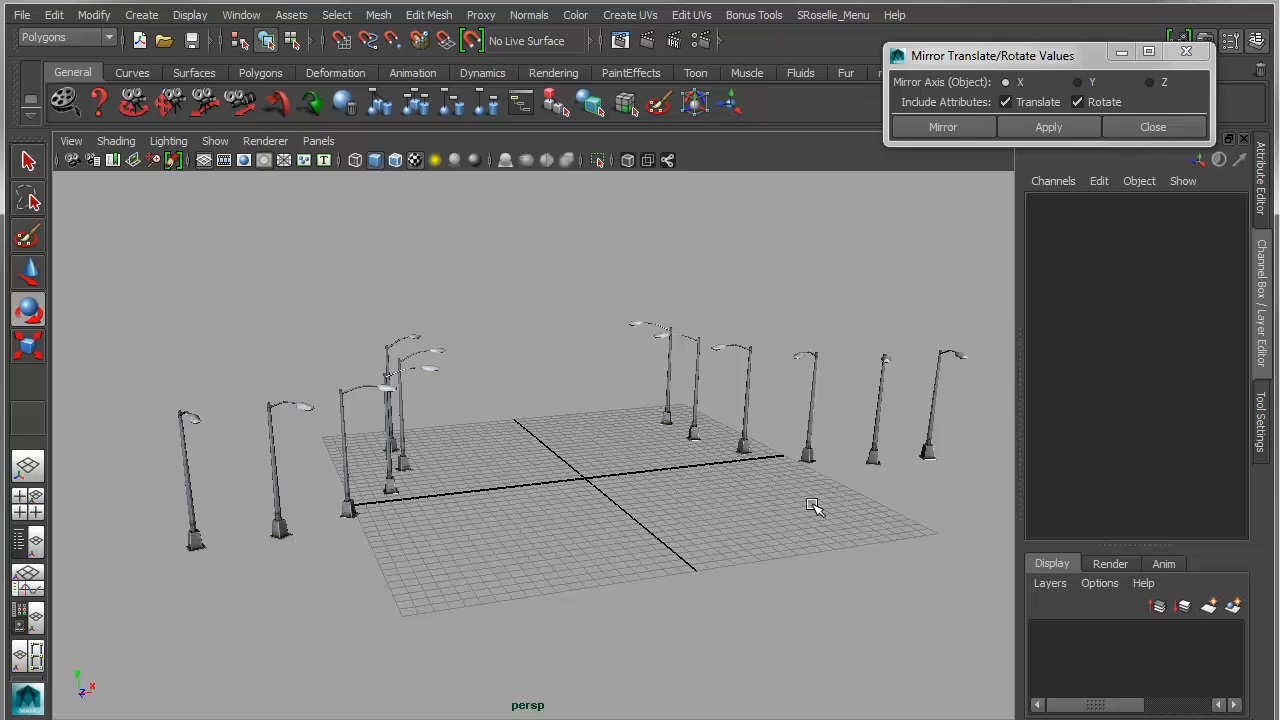 File Edit Modify Create Display Window Assets Select Mesh Edit Mesh Proxy Normals Color Create UVs Edit UVs Bonus Tools SRoselle_Menu Help
Polygons No Live Surface
Mirror Translate/Rotate Values
Mirror Axis (Object): X Y Z
Include Attributes: Translate Rotate
Mirror Apply Close
General Curves Surfaces Polygons Deformation Animation Dynamics Rendering PaintEffects Toon Muscle Fluids Fur
View Shading Lighting Show Renderer Panels
Channels Edit Object Show
Attribute Editor
Channel Box / Layer Editor
Tool Settings
Display Render Anim
Layers Options Help
y
x
z
persp